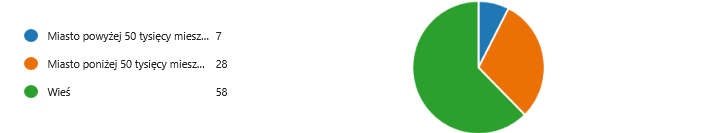 Miasto powyżej 50 tysięcy miesz... 7
Miasto poniżej 50 tysięcy miesz... 28
Wieś 58